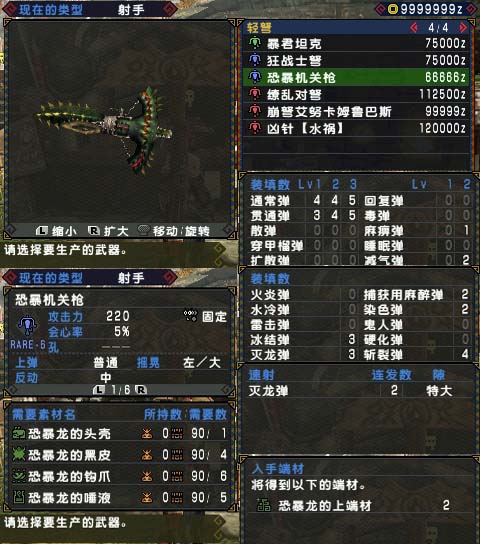 现在的类型 射手
9999999z
轻弩 4/4
暴君坦克 75000z
狂战士弩 75000z
恐暴机关枪 66666z
缭乱对弩 112500z
崩弩艾努卡姆鲁巴斯 99999z
凶针【水祸】 120000z
L 缩小 R 扩大 移动/旋转
请选择要生产的武器。
装填数 Lv1 2 3 Lv 1 2
通常弹 4 4 5 回复弹 0 0
贯通弹 3 4 5 毒弹 0 0
散弹 0 0 0 麻痹弹 0 1
穿甲榴弹 0 0 0 睡眠弹 0 0
扩散弹 0 0 0 减气弹 0 2
现在的类型 射手
恐暴机关枪
攻击力 220 固定
会心率 5%
RARE-6 孔 ---
上弹 普通 摇晃 左／大
反动 中
L 1/6 R
需要素材名 所持数/需要数
恐暴龙的头壳 0 90/ 1
恐暴龙的黑皮 0 90/ 4
恐暴龙的钩爪 0 90/ 6
恐暴龙的唾液 0 90/ 5
请选择要生产的武器。
装填数
火炎弹 0 捕获用麻醉弹 2
水冷弹 0 染色弹 2
雷击弹 0 鬼人弹 0
冰结弹 3 硬化弹 0
灭龙弹 3 斩裂弹 4
速射 连发数 隙
灭龙弹 2 特大
入手端材
将得到以下的端材。
恐暴龙的上端材 2